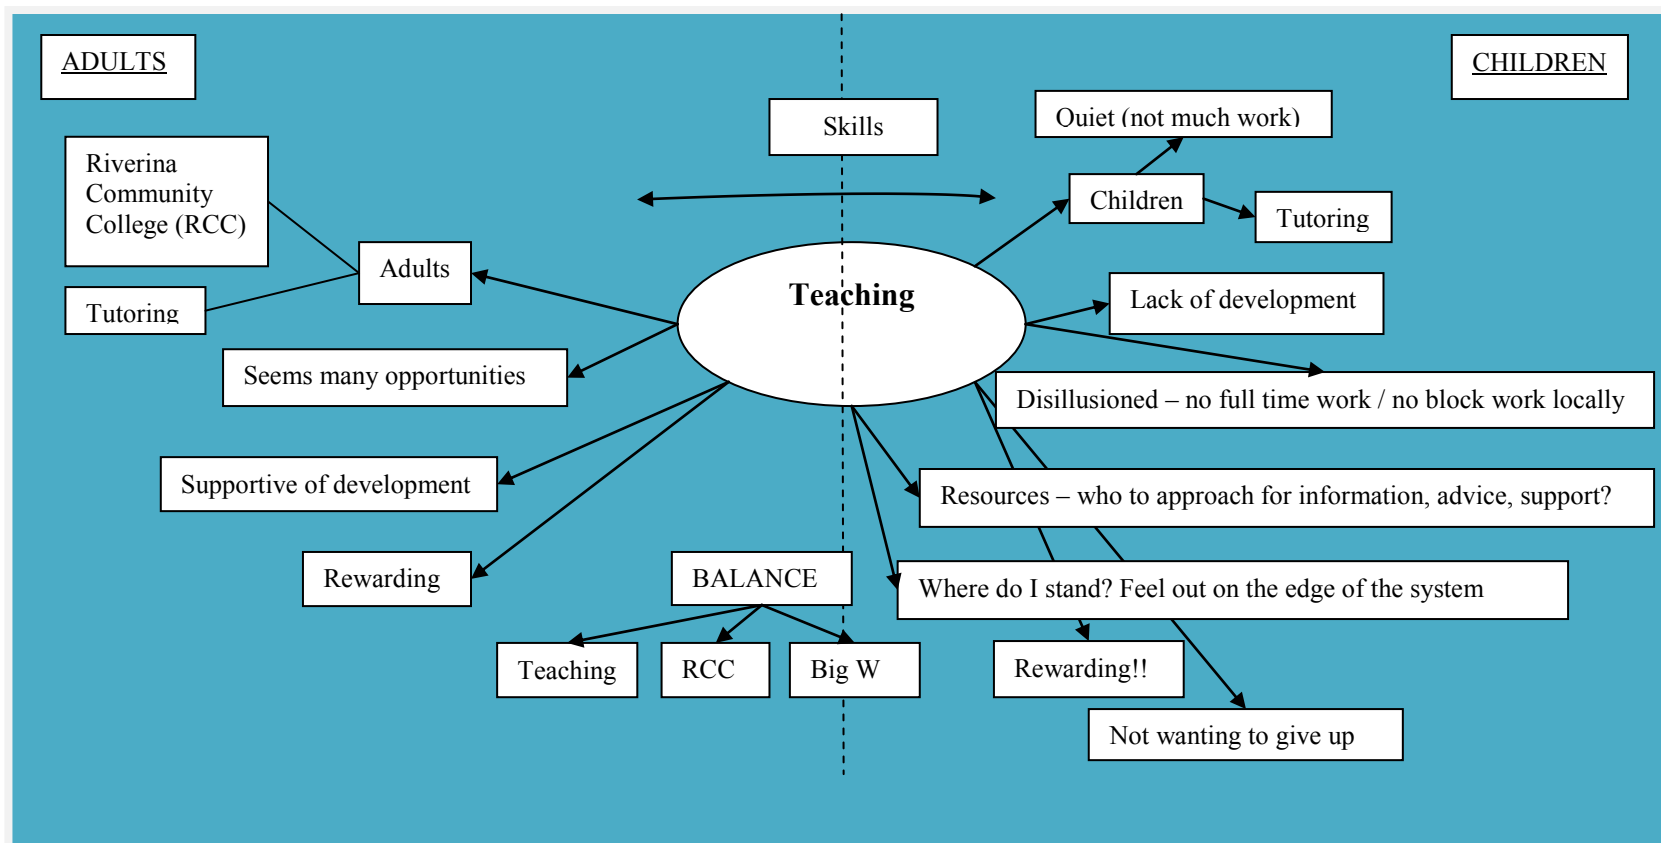 ADULTS
CHILDREN
Skills
Quiet (not much work)
Riverina
Community
College (RCC)
Children
Tutoring
Adults
Teaching
Tutoring
Lack of development
Seems many opportunities
Disillusioned – no full time work / no block work locally
Supportive of development
Resources – who to approach for information, advice, support?
Rewarding
BALANCE
Where do I stand? Feel out on the edge of the system
Teaching
RCC
Big W
Rewarding!!
Not wanting to give up